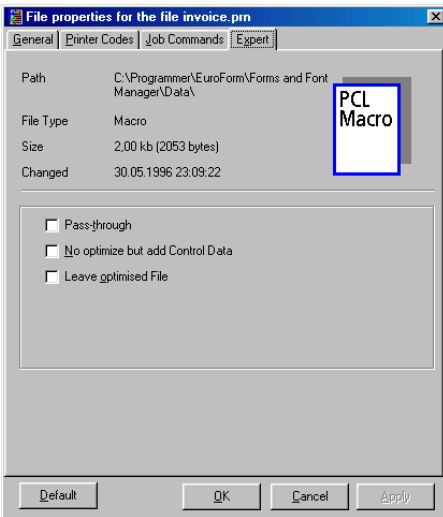 File properties for the file invoice.prn
General Printer Codes Job Commands Expert
Path C:\Programmer\EuroForm\Forms and Font
Manager\Data\
PCL
Macro
File Type Macro
Size 2,00 kb (2053 bytes)
Changed 30.05.1996 23:09:22
Pass-through
No optimize but add Control Data
Leave optimised File
Default OK Cancel Apply